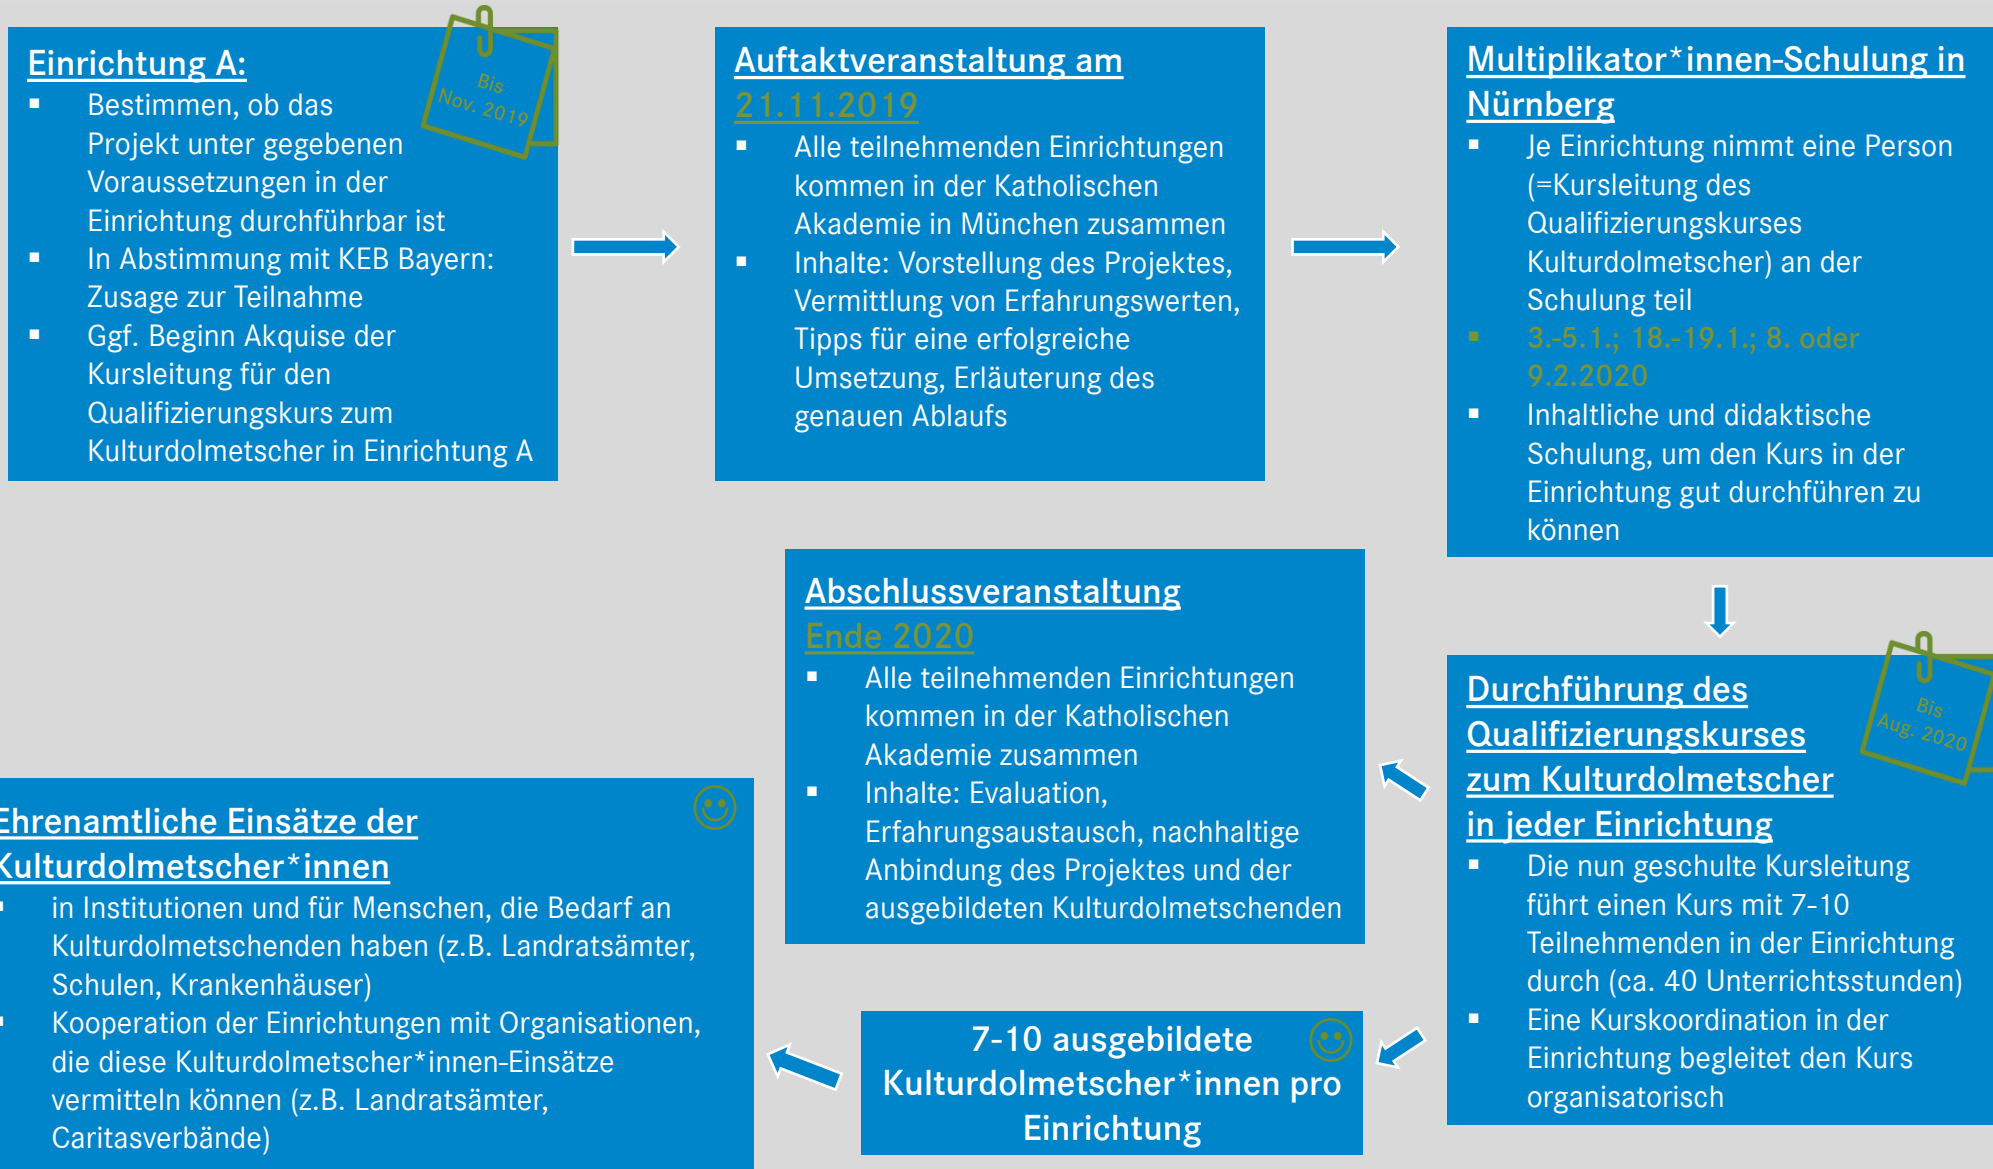 Einrichtung A:
▪ Bestimmen, ob das
Projekt unter gegebenen
Voraussetzungen in der
Einrichtung durchführbar ist
▪ In Abstimmung mit KEB Bayern:
Zusage zur Teilnahme
▪ Ggf. Beginn Akquise der
Kursleitung für den
Qualifizierungskurs zum
Kulturdolmetscher in Einrichtung A
Bis
Nov. 2019
Auftaktveranstaltung am
21.11.2019
▪ Alle teilnehmenden Einrichtungen
kommen in der Katholischen
Akademie in München zusammen
▪ Inhalte: Vorstellung des Projektes,
Vermittlung von Erfahrungswerten,
Tipps für eine erfolgreiche
Umsetzung, Erläuterung des
genauen Ablaufs
Multiplikator*innen-Schulung in
Nürnberg
▪ Je Einrichtung nimmt eine Person
(=Kursleitung des
Qualifizierungskurses
Kulturdolmetscher) an der
Schulung teil
▪ 3.-5.1.; 18.-19.1.; 8. oder
9.2.2020
▪ Inhaltliche und didaktische
Schulung, um den Kurs in der
Einrichtung gut durchführen zu
können
Durchführung des
Qualifizierungskurses
zum Kulturdolmetscher
in jeder Einrichtung
▪ Die nun geschulte Kursleitung
führt einen Kurs mit 7-10
Teilnehmenden in der Einrichtung
durch (ca. 40 Unterrichtsstunden)
▪ Eine Kurskoordination in der
Einrichtung begleitet den Kurs
organisatorisch
Bis
Aug. 2020
Abschlussveranstaltung
Ende 2020
▪ Alle teilnehmenden Einrichtungen
kommen in der Katholischen
Akademie zusammen
▪ Inhalte: Evaluation,
Erfahrungsaustausch, nachhaltige
Anbindung des Projektes und der
ausgebildeten Kulturdolmetschenden
7-10 ausgebildete
Kulturdolmetscher*innen pro
Einrichtung
Ehrenamtliche Einsätze der
Kulturdolmetscher*innen
▪ in Institutionen und für Menschen, die Bedarf an
Kulturdolmetschenden haben (z.B. Landratsämter,
Schulen, Krankenhäuser)
▪ Kooperation der Einrichtungen mit Organisationen,
die diese Kulturdolmetscher*innen-Einsätze
vermitteln können (z.B. Landratsämter,
Caritasverbände)